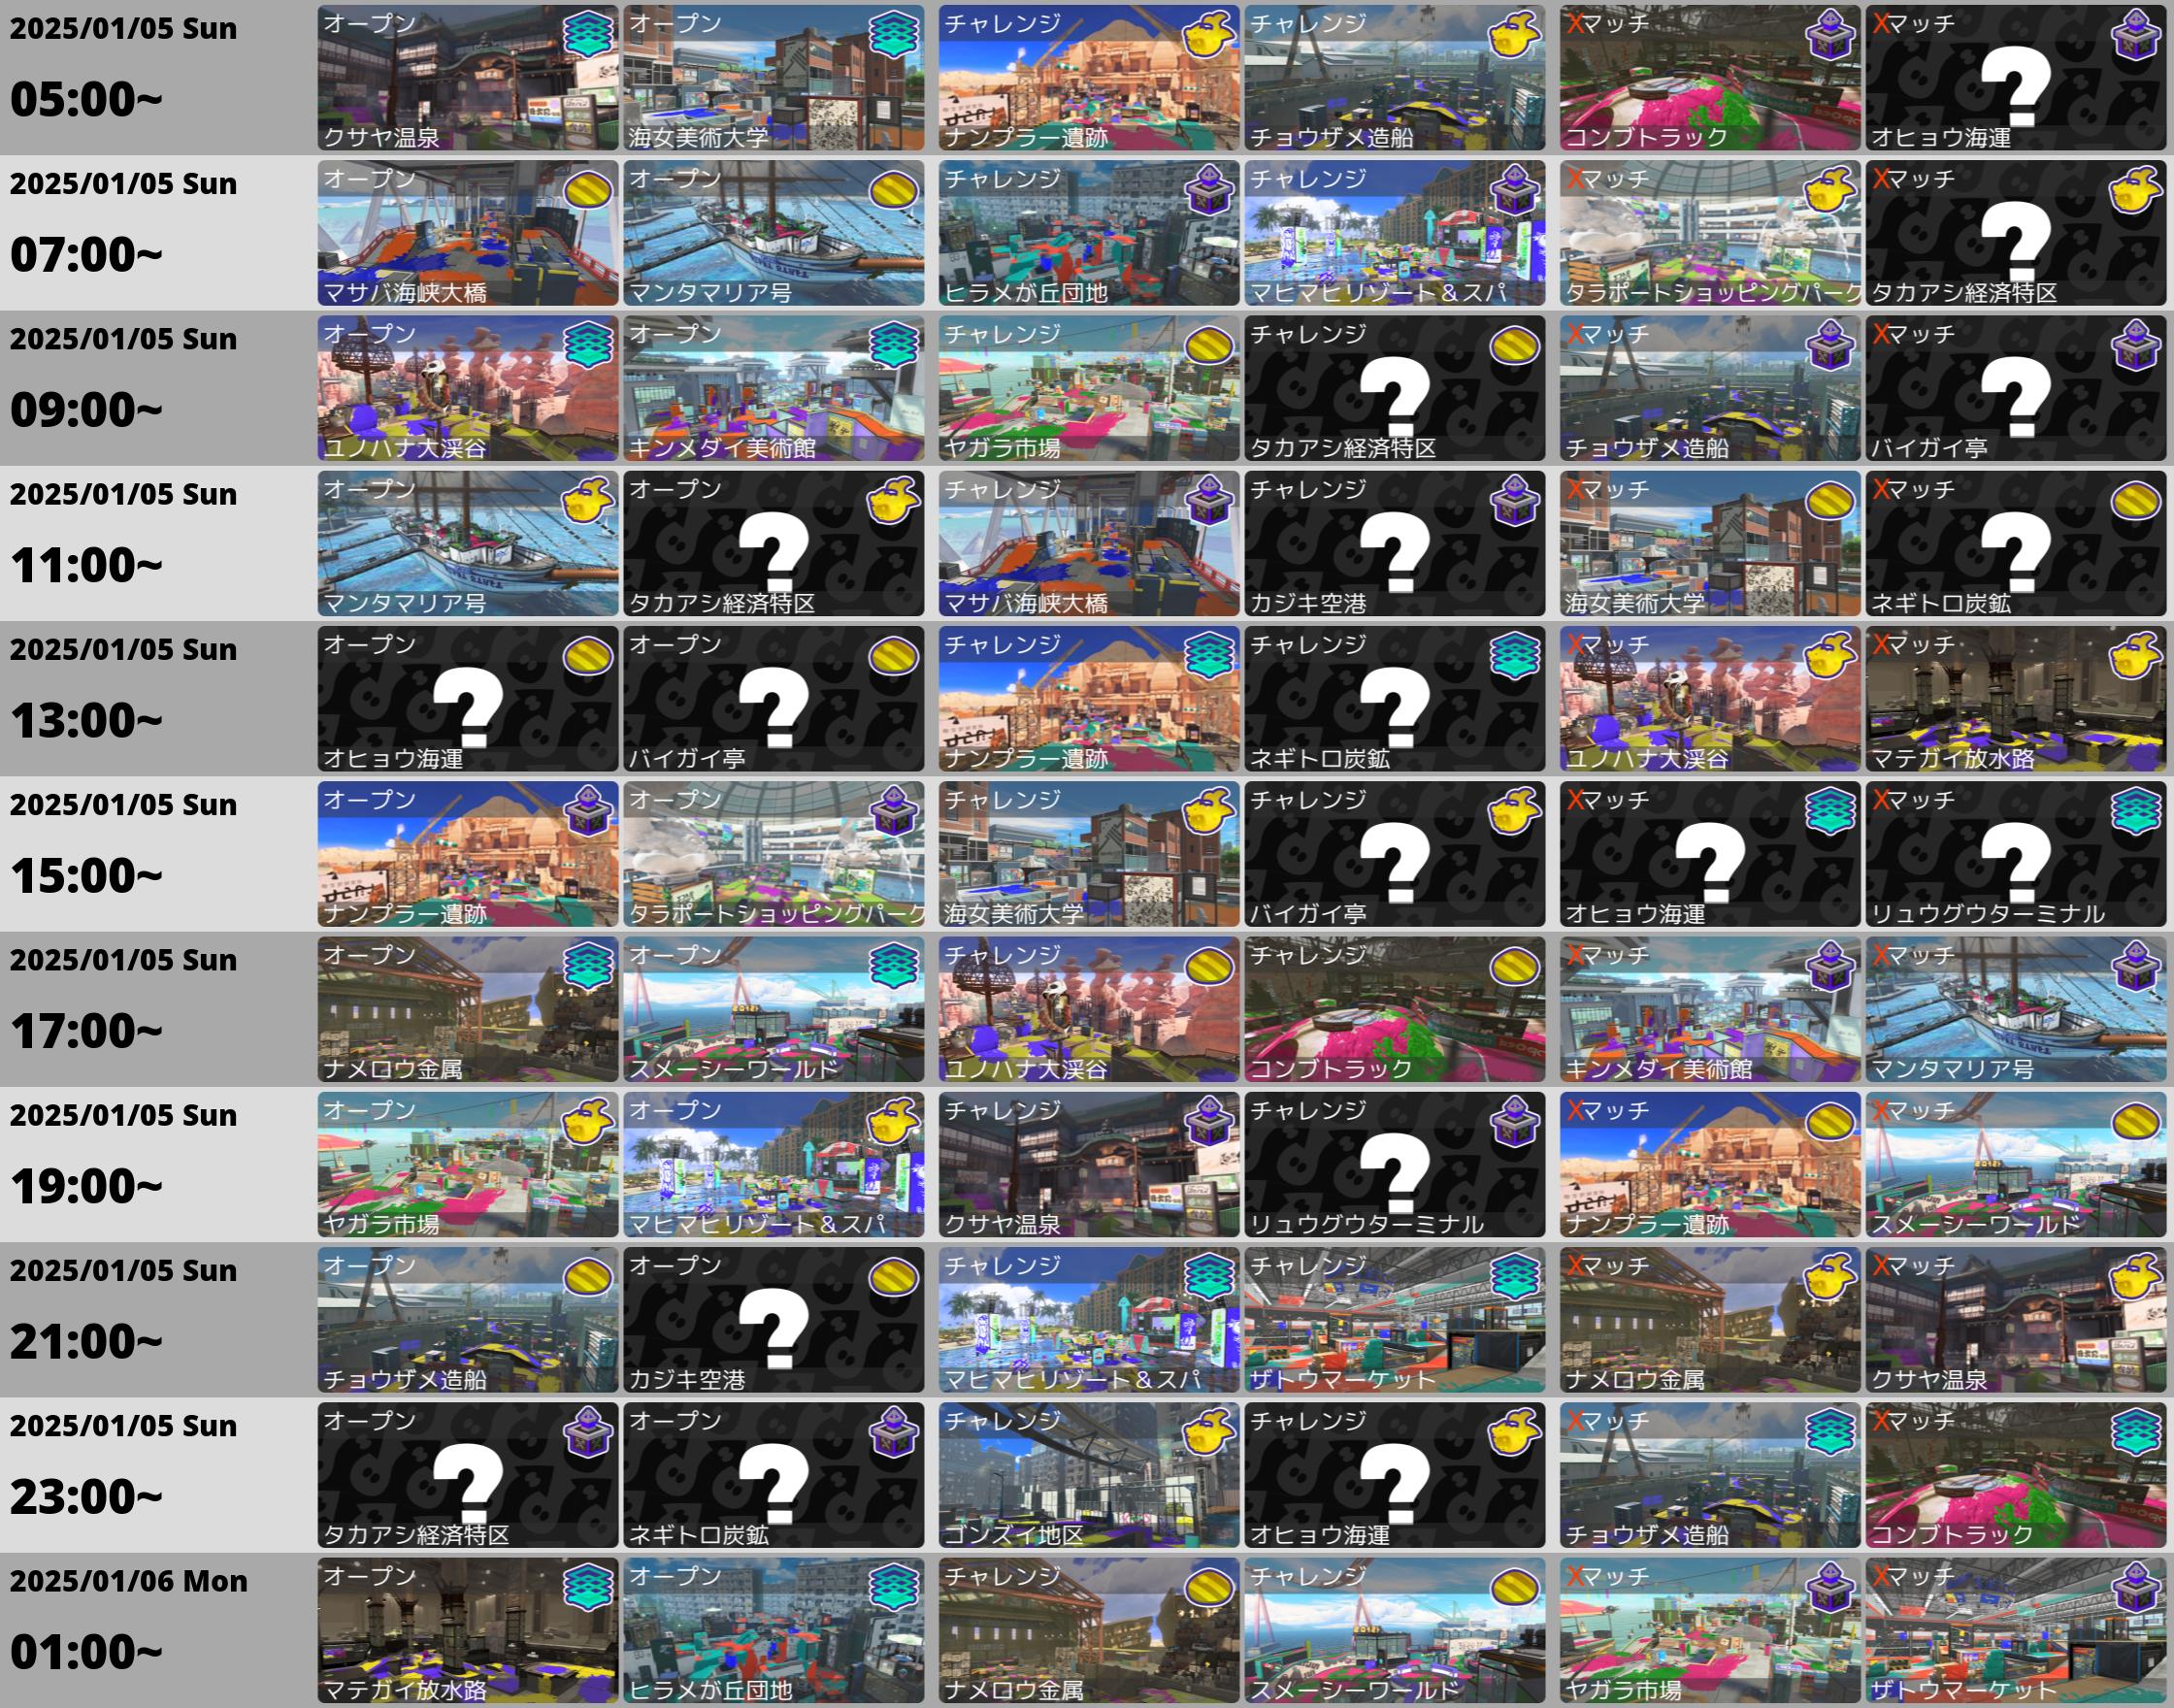 2025/01/05 Sun
05:00~
オープン クサヤ温泉
オープン 海女美術大学
チャレンジ ナンプラー遺跡
チャレンジ チョウザメ造船
Xマッチ コンブトラック
Xマッチ オヒョウ海運
2025/01/05 Sun
07:00~
オープン マサバ海峡大橋
オープン マンタマリア号
チャレンジ ヒラメが丘団地
チャレンジ マヒマヒリゾート＆スパ
Xマッチ タラポートショッピングパーク
Xマッチ タカアシ経済特区
2025/01/05 Sun
09:00~
オープン ユノハナ大渓谷
オープン キンメダイ美術館
チャレンジ ヤガラ市場
チャレンジ タカアシ経済特区
Xマッチ チョウザメ造船
Xマッチ バイガイ亭
2025/01/05 Sun
11:00~
オープン マンタマリア号
オープン タカアシ経済特区
チャレンジ マサバ海峡大橋
チャレンジ カジキ空港
Xマッチ 海女美術大学
Xマッチ ネギトロ炭鉱
2025/01/05 Sun
13:00~
オープン オヒョウ海運
オープン バイガイ亭
チャレンジ ナンプラー遺跡
チャレンジ ネギトロ炭鉱
Xマッチ ユノハナ大渓谷
Xマッチ マテガイ放水路
2025/01/05 Sun
15:00~
オープン ナンプラー遺跡
オープン タラポートショッピングパーク
チャレンジ 海女美術大学
チャレンジ バイガイ亭
Xマッチ オヒョウ海運
Xマッチ リュウグウターミナル
2025/01/05 Sun
17:00~
オープン ナメロウ金属
オープン スメーシーワールド
チャレンジ ユノハナ大渓谷
チャレンジ コンブトラック
Xマッチ キンメダイ美術館
Xマッチ マンタマリア号
2025/01/05 Sun
19:00~
オープン ヤガラ市場
オープン マヒマヒリゾート＆スパ
チャレンジ クサヤ温泉
チャレンジ リュウグウターミナル
Xマッチ ナンプラー遺跡
Xマッチ スメーシーワールド
2025/01/05 Sun
21:00~
オープン チョウザメ造船
オープン カジキ空港
チャレンジ マヒマヒリゾート＆スパ
チャレンジ ザトウマーケット
Xマッチ ナメロウ金属
Xマッチ クサヤ温泉
2025/01/05 Sun
23:00~
オープン タカアシ経済特区
オープン ネギトロ炭鉱
チャレンジ ゴンズイ地区
チャレンジ オヒョウ海運
Xマッチ チョウザメ造船
Xマッチ コンブトラック
2025/01/06 Mon
01:00~
オープン マテガイ放水路
オープン ヒラメが丘団地
チャレンジ ナメロウ金属
チャレンジ スメーシーワールド
Xマッチ ヤガラ市場
Xマッチ ザトウマーケット